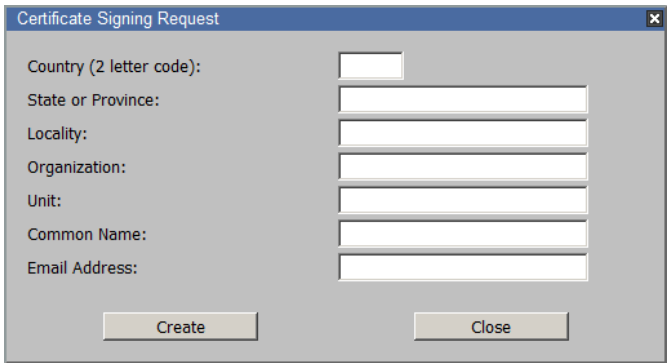 Certificate Signing Request
Country (2 letter code):
State or Province:
Locality:
Organization:
Unit:
Common Name:
Email Address:
Create Close